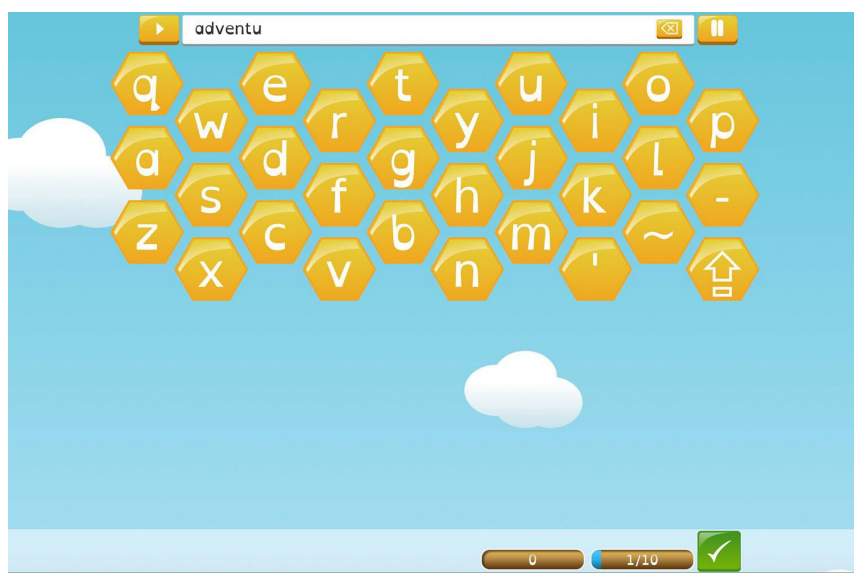 adventu
q e t u o
w r y i p
a d g j l
s f h k -
z c b m ~
x v n '
0 1/10